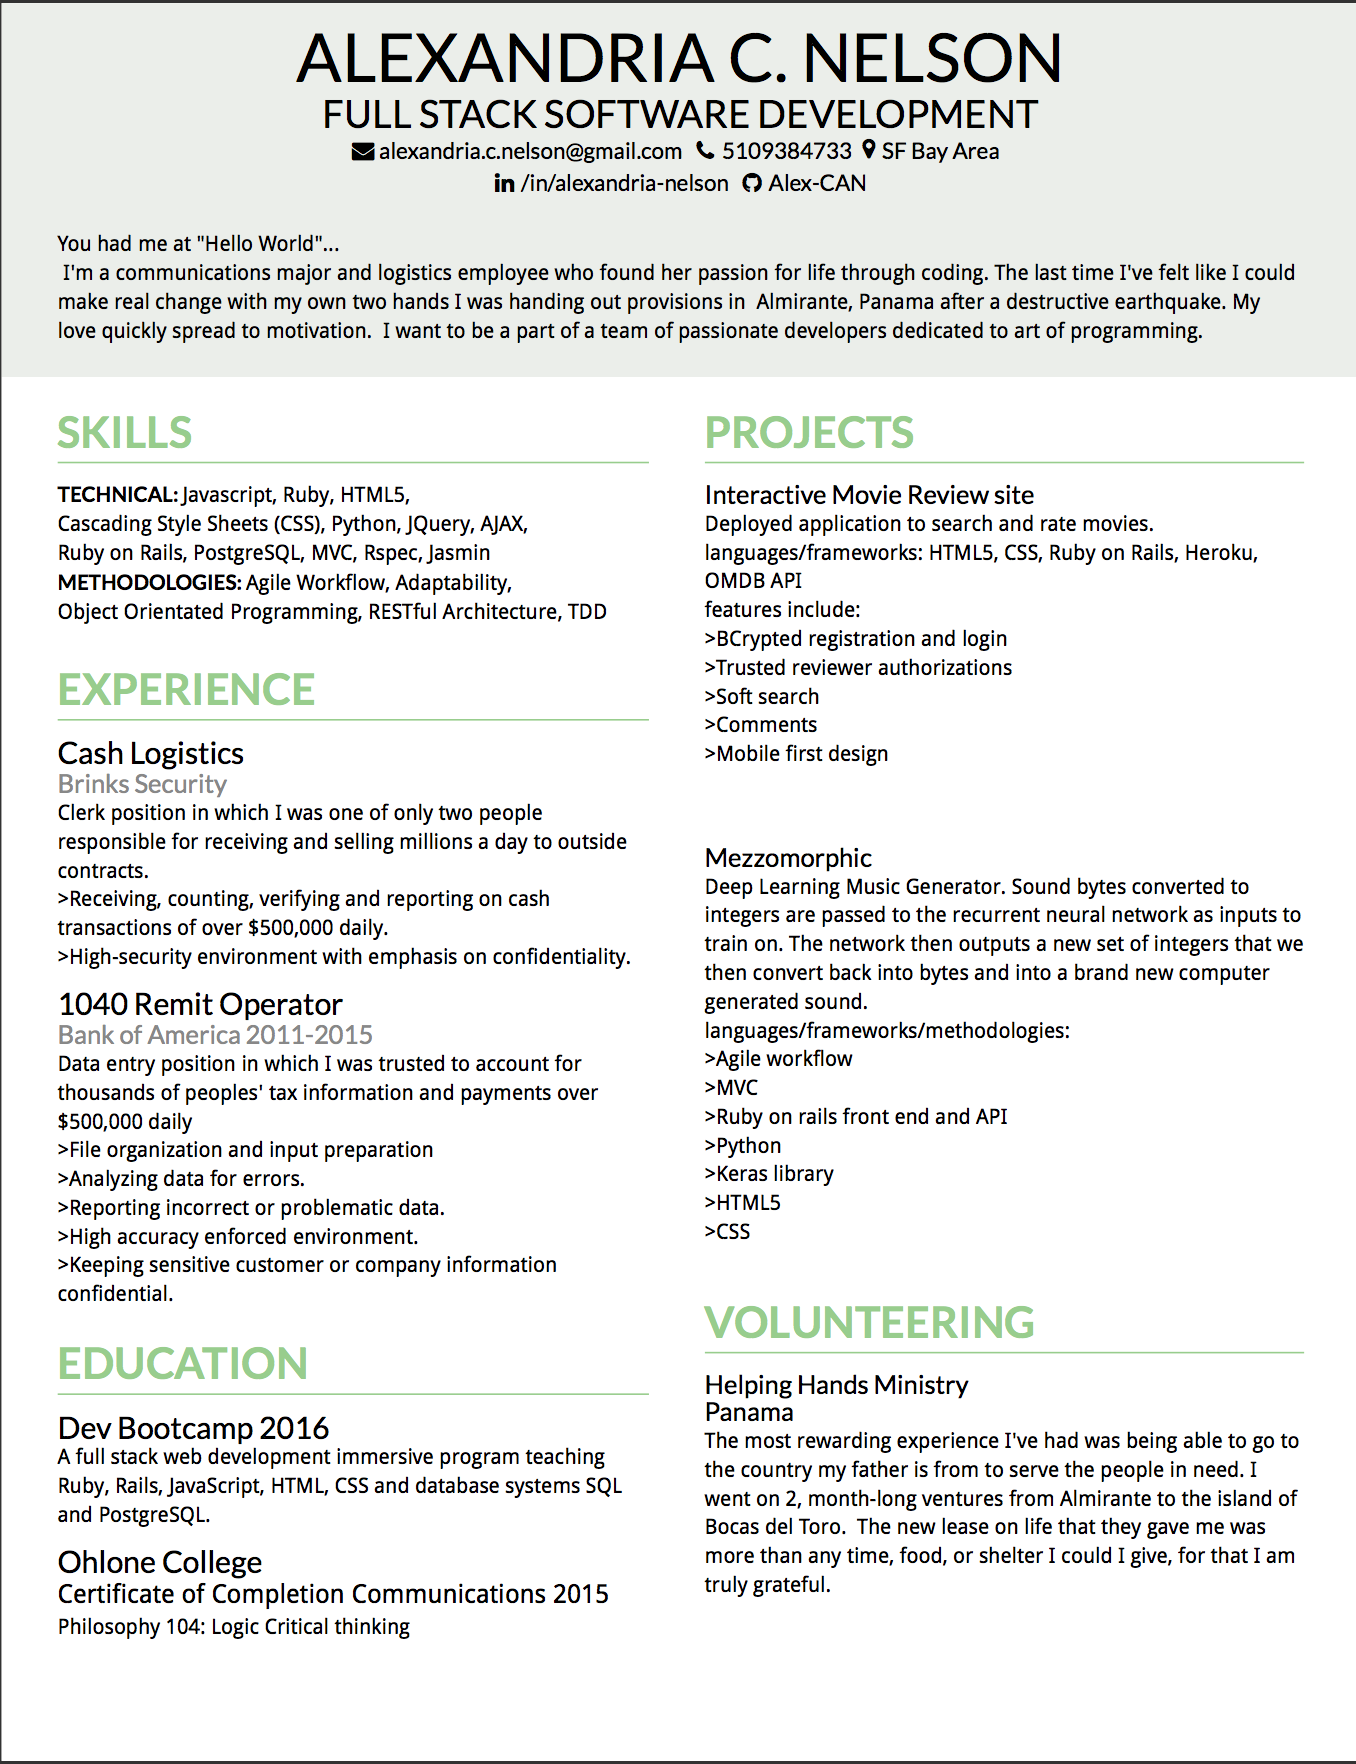 ALEXANDRIA C. NELSON
FULL STACK SOFTWARE DEVELOPMENT
alexandria.c.nelson@gmail.com 5109384733 SF Bay Area
in /in/alexandria-nelson Alex-CAN
You had me at "Hello World"...
I'm a communications major and logistics employee who found her passion for life through coding. The last time I've felt like I could
make real change with my own two hands I was handing out provisions in Almirante, Panama after a destructive earthquake. My
love quickly spread to motivation. I want to be a part of a team of passionate developers dedicated to art of programming.
SKILLS
TECHNICAL: Javascript, Ruby, HTML5,
Cascading Style Sheets (CSS), Python, JQuery, AJAX,
Ruby on Rails, PostgreSQL, MVC, Rspec, Jasmin
METHODOLOGIES: Agile Workflow, Adaptability,
Object Orientated Programming, RESTful Architecture, TDD
EXPERIENCE
Cash Logistics
Brinks Security
Clerk position in which I was one of only two people
responsible for receiving and selling millions a day to outside
contracts.
>Receiving, counting, verifying and reporting on cash
transactions of over $500,000 daily.
>High-security environment with emphasis on confidentiality.
1040 Remit Operator
Bank of America 2011-2015
Data entry position in which I was trusted to account for
thousands of peoples' tax information and payments over
$500,000 daily
>File organization and input preparation
>Analyzing data for errors.
>Reporting incorrect or problematic data.
>High accuracy enforced environment.
>Keeping sensitive customer or company information
confidential.
EDUCATION
Dev Bootcamp 2016
A full stack web development immersive program teaching
Ruby, Rails, JavaScript, HTML, CSS and database systems SQL
and PostgreSQL.
Ohlone College
Certificate of Completion Communications 2015
Philosophy 104: Logic Critical thinking
PROJECTS
Interactive Movie Review site
Deployed application to search and rate movies.
languages/frameworks: HTML5, CSS, Ruby on Rails, Heroku,
OMDB API
features include:
>BCrypted registration and login
>Trusted reviewer authorizations
>Soft search
>Comments
>Mobile first design
Mezzomorphic
Deep Learning Music Generator. Sound bytes converted to
integers are passed to the recurrent neural network as inputs to
train on. The network then outputs a new set of integers that we
then convert back into bytes and into a brand new computer
generated sound.
languages/frameworks/methodologies:
>Agile workflow
>MVC
>Ruby on rails front end and API
>Python
>Keras library
>HTML5
>CSS
VOLUNTEERING
Helping Hands Ministry
Panama
The most rewarding experience I've had was being able to go to
the country my father is from to serve the people in need. I
went on 2, month-long ventures from Almirante to the island of
Bocas del Toro. The new lease on life that they gave me was
more than any time, food, or shelter I could I give, for that I am
truly grateful.